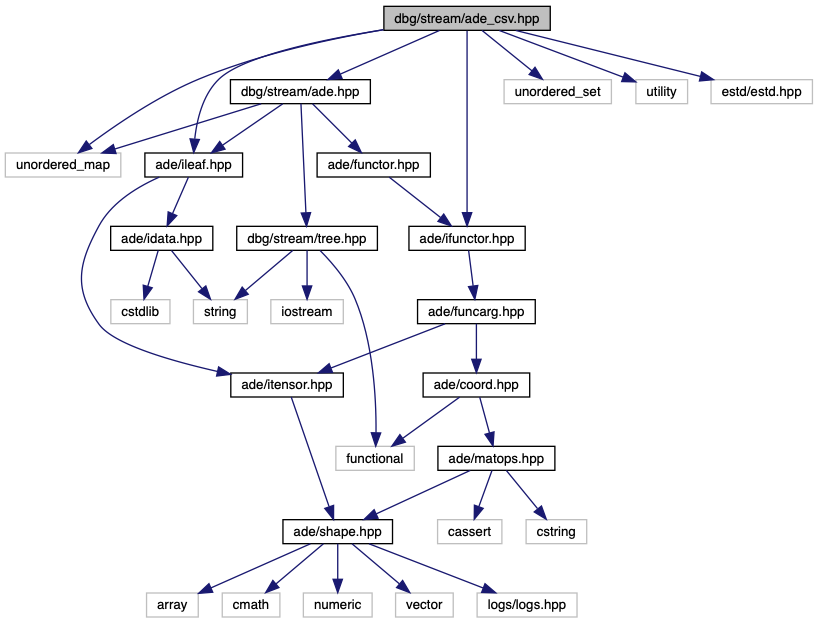 dbg/stream/ade_csv.hpp
dbg/stream/ade.hpp
unordered_set
utility
estd/estd.hpp
unordered_map
ade/ileaf.hpp
ade/functor.hpp
ade/idata.hpp
dbg/stream/tree.hpp
ade/ifunctor.hpp
cstdlib
string
iostream
ade/funcarg.hpp
ade/itensor.hpp
ade/coord.hpp
functional
ade/matops.hpp
ade/shape.hpp
cassert
cstring
array
cmath
numeric
vector
logs/logs.hpp